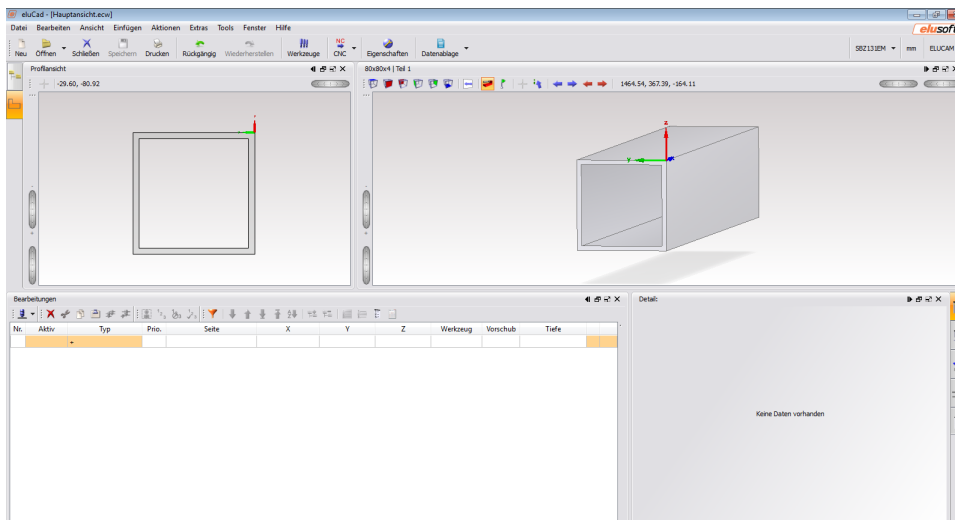 eluCad - [Hauptansicht.ecw]
Datei Bearbeiten Ansicht Einfügen Aktionen Extras Tools Fenster Hilfe
elusoft
Neu Öffnen Schließen Speichern Drucken Rückgängig Wiederherstellen Werkzeuge CNC Eigenschaften Datenablage
NC
SBZ131EM mm ELUCAM
Profilansicht
80x80x4 | Teil 1
-29.60, -80.92
1464.54, 367.39, -164.11
z
Y
Bearbeitungen
Detail:
Nr. Aktiv Typ Prio. Seite X Y Z Werkzeug Vorschub Tiefe
+
Keine Daten vorhanden